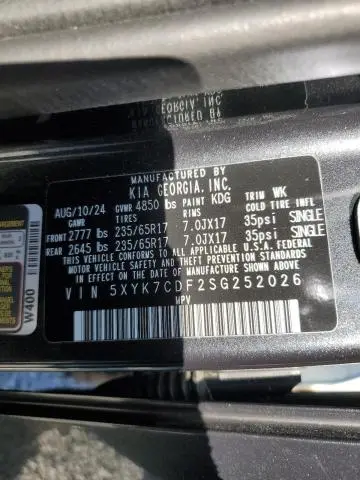 MANUFACTURED BY
KIA GEORGIA, INC.
AUG/10/24 GVWR 4850 lbs PAINT KDG TRIM WK
GAWR TIRES RIMS COLD TIRE INFL
FRONT 2777 lbs 235/65R17 7.0JX17 35psi SINGLE
REAR 2645 lbs 235/65R17 7.0JX17 35psi SINGLE
THIS VEHICLE CONFORMS TO ALL APPLICABLE
FEDERAL MOTOR VEHICLE SAFETY AND
THEFT PREVENTION STANDARDS IN EFFECT ON
THE DATE OF MANUFACTURE SHOWN ABOVE.
VIN 5XYK7CDF2SG252026
MPV
W400